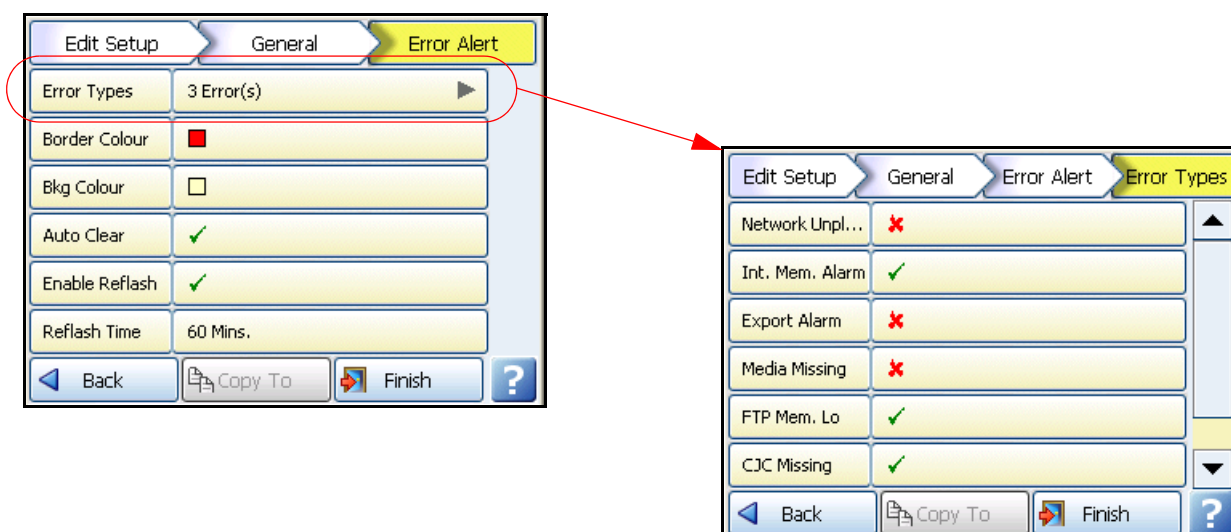 Edit Setup General Error Alert
Error Types 3 Error(s)
Border Colour
Bkg Colour
Auto Clear
Enable Reflash
Reflash Time 60 Mins.
Back Copy To Finish ?
Edit Setup General Error Alert Error Types
Network Unpl...
Int. Mem. Alarm
Export Alarm
Media Missing
FTP Mem. Lo
CJC Missing
Back Copy To Finish ?